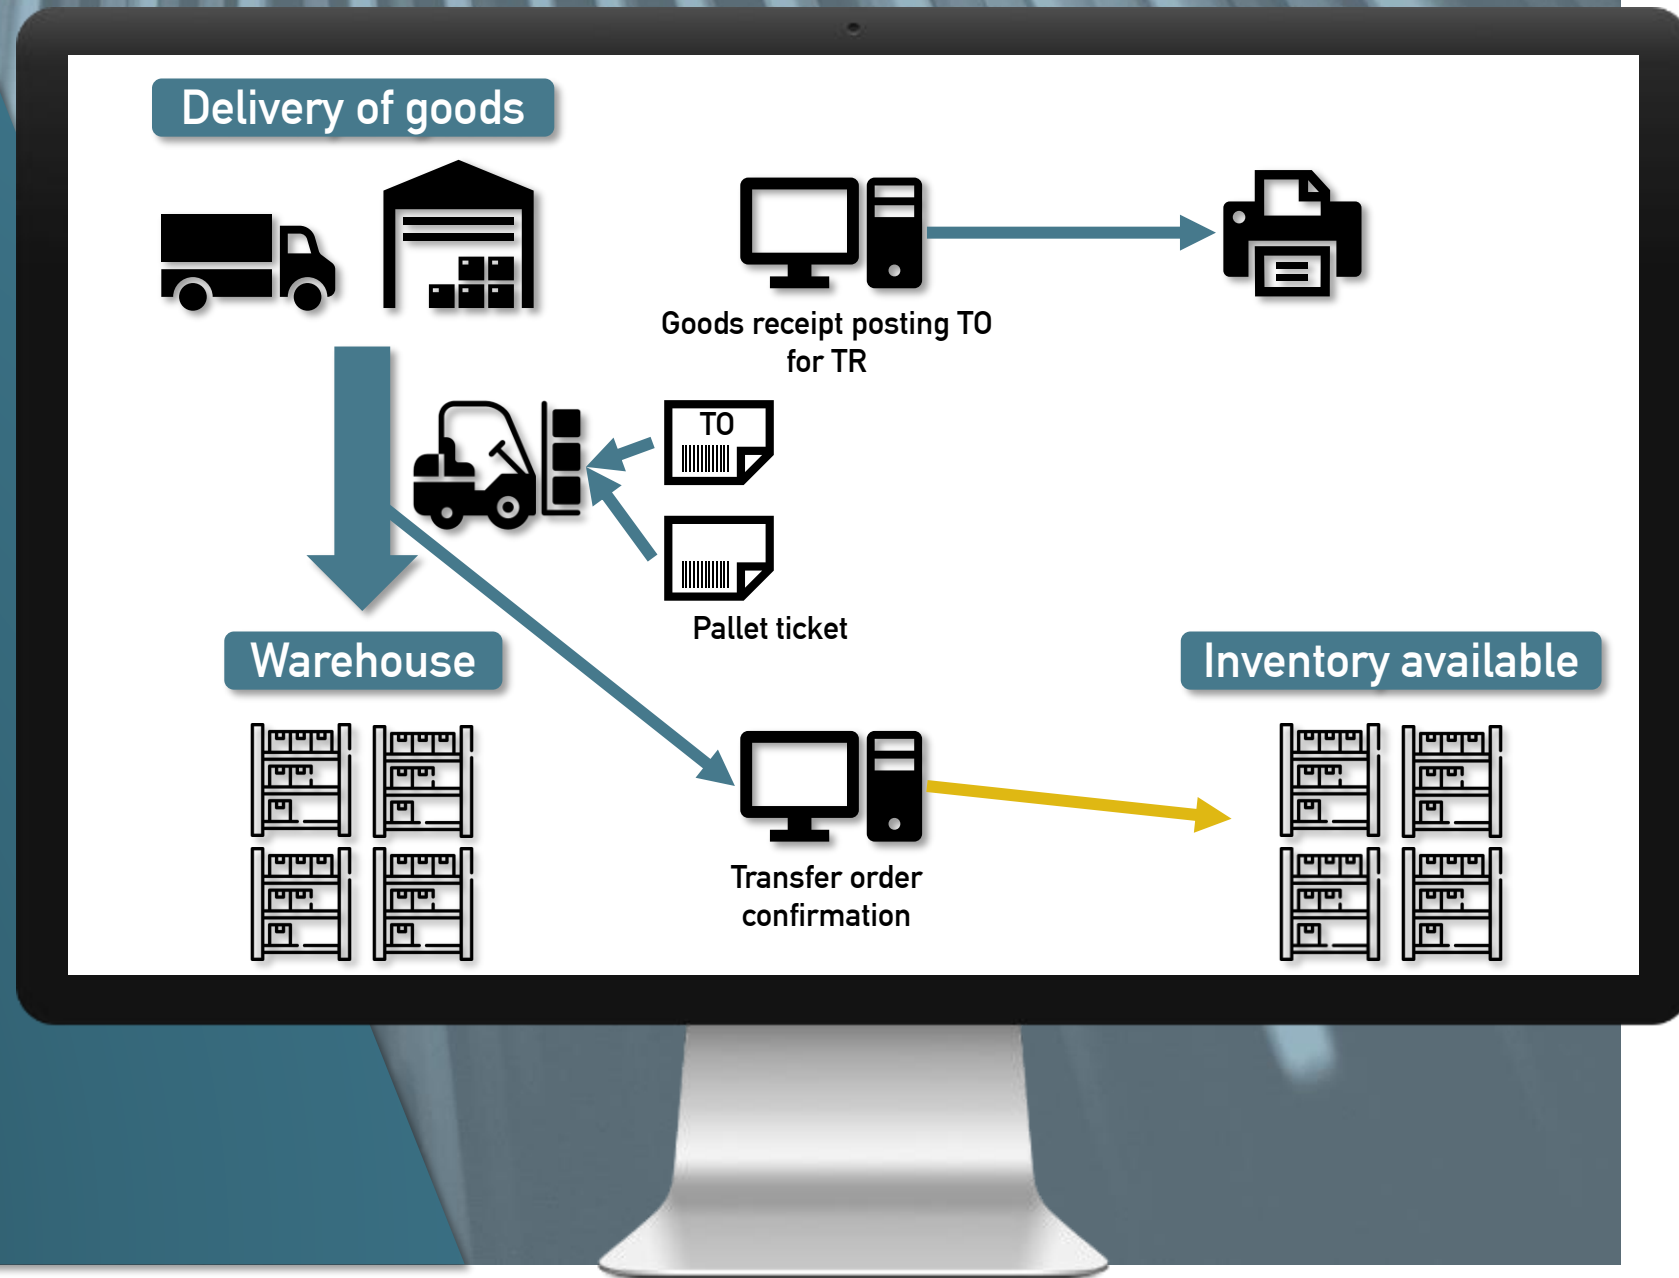 Delivery of goods
Goods receipt posting TO
for TR
TO
Pallet ticket
Warehouse
Inventory available
Transfer order
confirmation